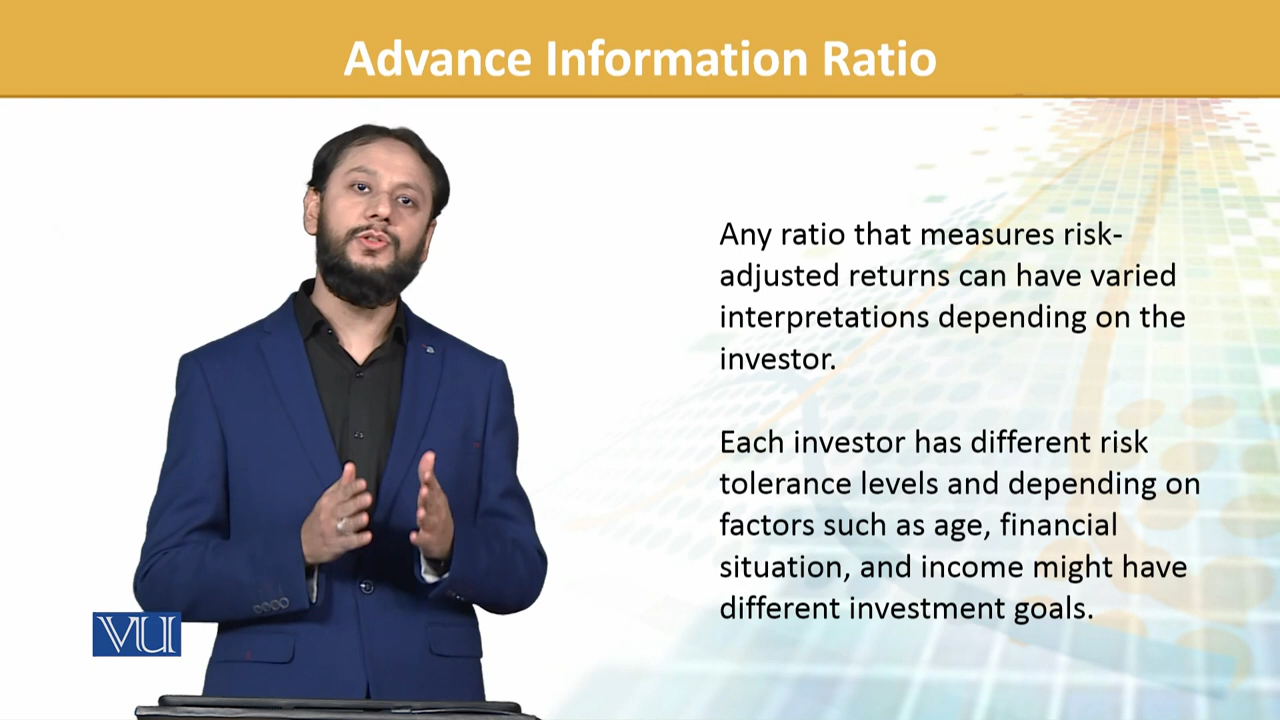 Advance Information Ratio
Any ratio that measures risk-
adjusted returns can have varied
interpretations depending on the
investor.
Each investor has different risk
tolerance levels and depending on
factors such as age, financial
situation, and income might have
different investment goals.
VU